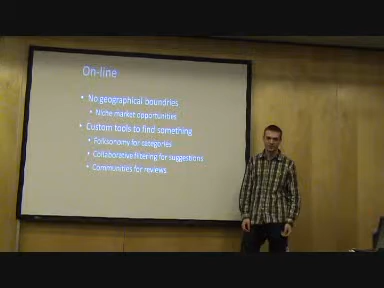 On-line
• No geographical boundries
• Niche market opportunities
• Custom tools to find something
• Folksonomy for categories
• Collaborative filtering for suggestions
• Communities for reviews